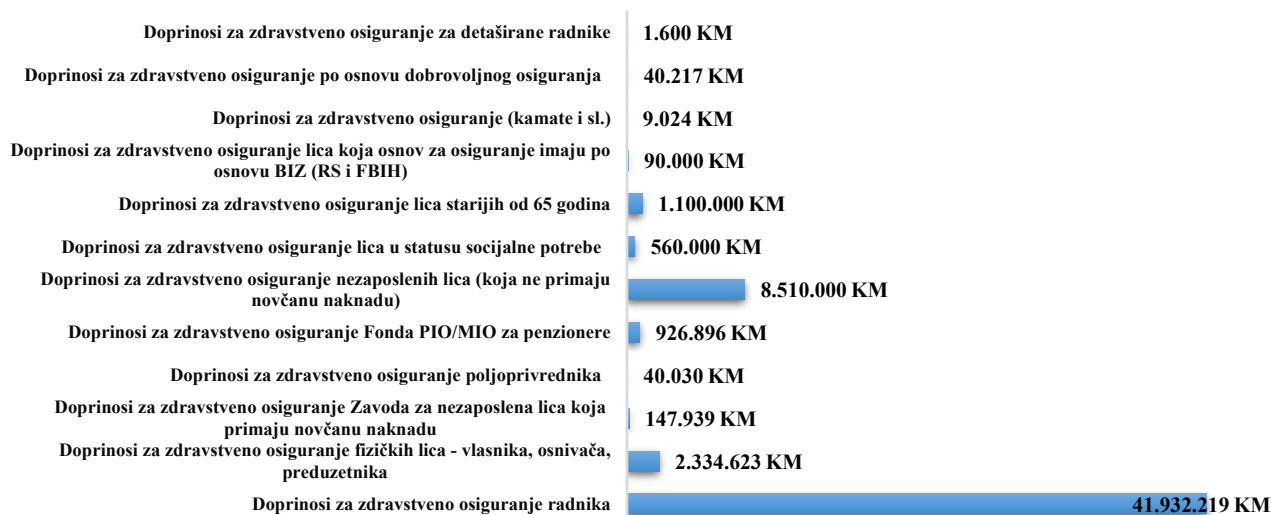 Doprinosi za zdravstveno osiguranje za detaširane radnike 1.600 KM
Doprinosi za zdravstveno osiguranje po osnovu dobrovoljnog osiguranja 40.217 KM
Doprinosi za zdravstveno osiguranje (kamate i sl.) 9.024 KM
Doprinosi za zdravstveno osiguranje lica koja osnov za osiguranje imaju po
osnovu BIZ (RS i FBIH) 90.000 KM
Doprinosi za zdravstveno osiguranje lica starijih od 65 godina 1.100.000 KM
Doprinosi za zdravstveno osiguranje lica u statusu socijalne potrebe 560.000 KM
Doprinosi za zdravstveno osiguranje nezaposlenih lica (koja ne primaju
novčanu naknadu) 8.510.000 KM
Doprinosi za zdravstveno osiguranje Fonda PIO/MIO za penzionere 926.896 KM
Doprinosi za zdravstveno osiguranje poljoprivrednika 40.030 KM
Doprinosi za zdravstveno osiguranje Zavoda za nezaposlena lica koja
primaju novčanu naknadu 147.939 KM
Doprinosi za zdravstveno osiguranje fizičkih lica - vlasnika, osnivača,
preduzetnika 2.334.623 KM
Doprinosi za zdravstveno osiguranje radnika 41.932.219 KM